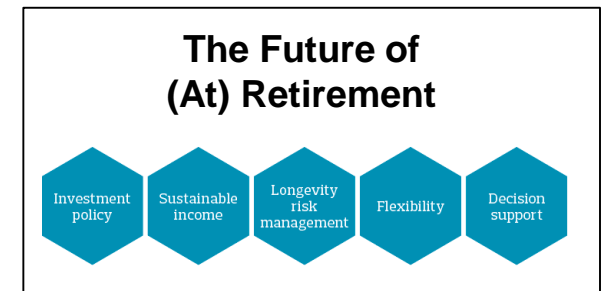 The Future of
(At) Retirement
Investment
policy
Sustainable
income
Longevity
risk
management
Flexibility
Decision
support